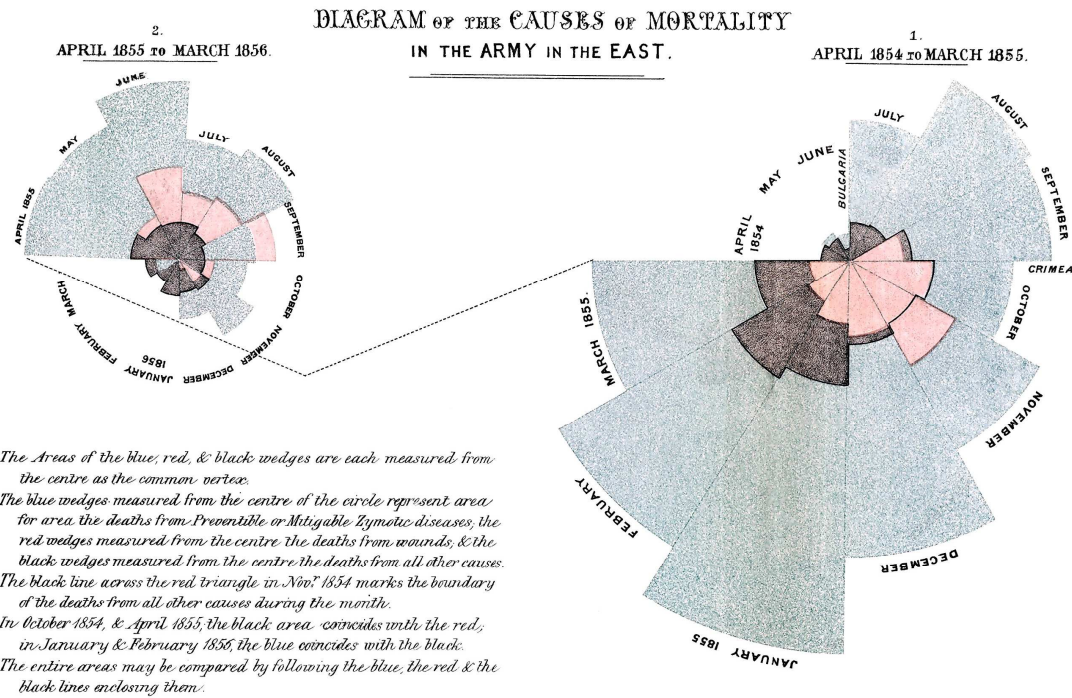 DIAGRAM OF THE CAUSES OF MORTALITY
IN THE ARMY IN THE EAST.
2.
APRIL 1855 TO MARCH 1856.
1.
APRIL 1854 TO MARCH 1855.
APRIL 1855
MAY
JUNE
JULY
AUGUST
SEPTEMBER
OCTOBER
NOVEMBER
DECEMBER
JANUARY
1856
FEBRUARY
MARCH
APRIL
1854
MAY
JUNE
BULGARIA
JULY
AUGUST
SEPTEMBER
CRIMEA
OCTOBER
NOVEMBER
DECEMBER
JANUARY 1855
FEBRUARY
MARCH 1855.
The Areas of the blue, red, & black wedges are each measured from
the centre as the common vertex.
The blue wedges measured from the centre of the circle represent area
for area the deaths from Preventible or Mitigable Zymotic diseases; the
red wedges measured from the centre the deaths from wounds; & the
black wedges measured from the centre the deaths from all other causes.
The black line across the red triangle in Novr. 1854 marks the boundary
of the deaths from all other causes during the month.
In October 1854, & April 1855, the black area coincides with the red;
in January & February 1856, the blue coincides with the black.
The entire areas may be compared by following the blue, the red & the
black lines enclosing them.